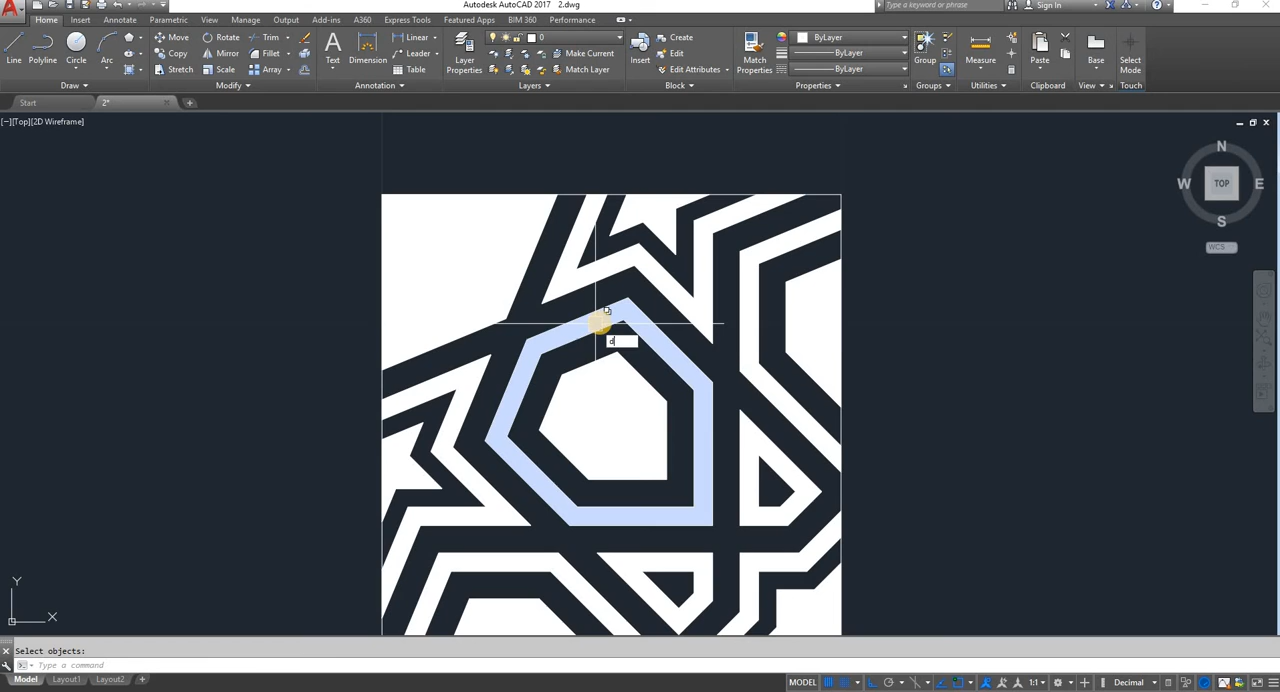 Autodesk AutoCAD 2017 2.dwg
Type a keyword or phrase
Sign In
Home Insert Annotate Parametric View Manage Output Add-ins A360 Express Tools Featured Apps BIM 360 Performance
Line Polyline Circle Arc
Move Rotate Trim
Copy Mirror Fillet
Stretch Scale Array
Text Dimension
Linear
Leader
Table
Layer Properties
0
Make Current
Match Layer
Insert
Create
Edit
Edit Attributes
Match Properties
ByLayer
ByLayer
ByLayer
Group
Measure
Paste
Base
Select Mode
Draw Modify Annotation Layers Block Properties Groups Utilities Clipboard View Touch
Start 2*
[−][Top][2D Wireframe]
N
W TOP E
S
WCS
d
Y
X
Select objects:
Type a command
Model Layout1 Layout2 +
MODEL 1:1 Decimal